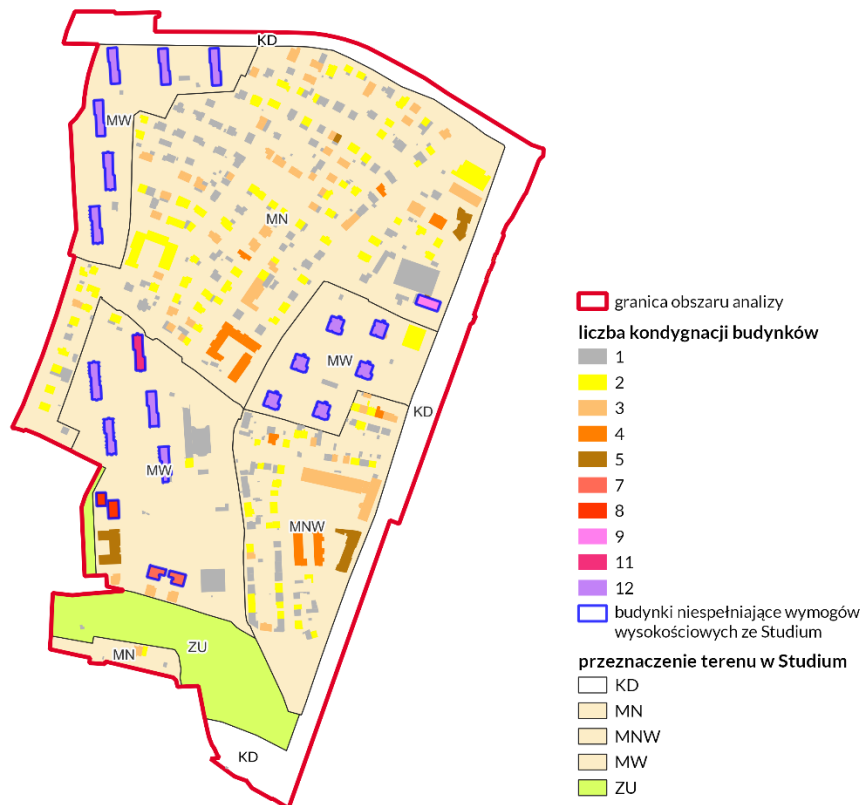 KD
MW
MN
MW
KD
MW
MNW
ZU
MN
KD
granica obszaru analizy
liczba kondygnacji budynków
1
2
3
4
5
7
8
9
11
12
budynki niespełniające wymogów
wysokościowych ze Studium
przeznaczenie terenu w Studium
KD
MN
MNW
MW
ZU